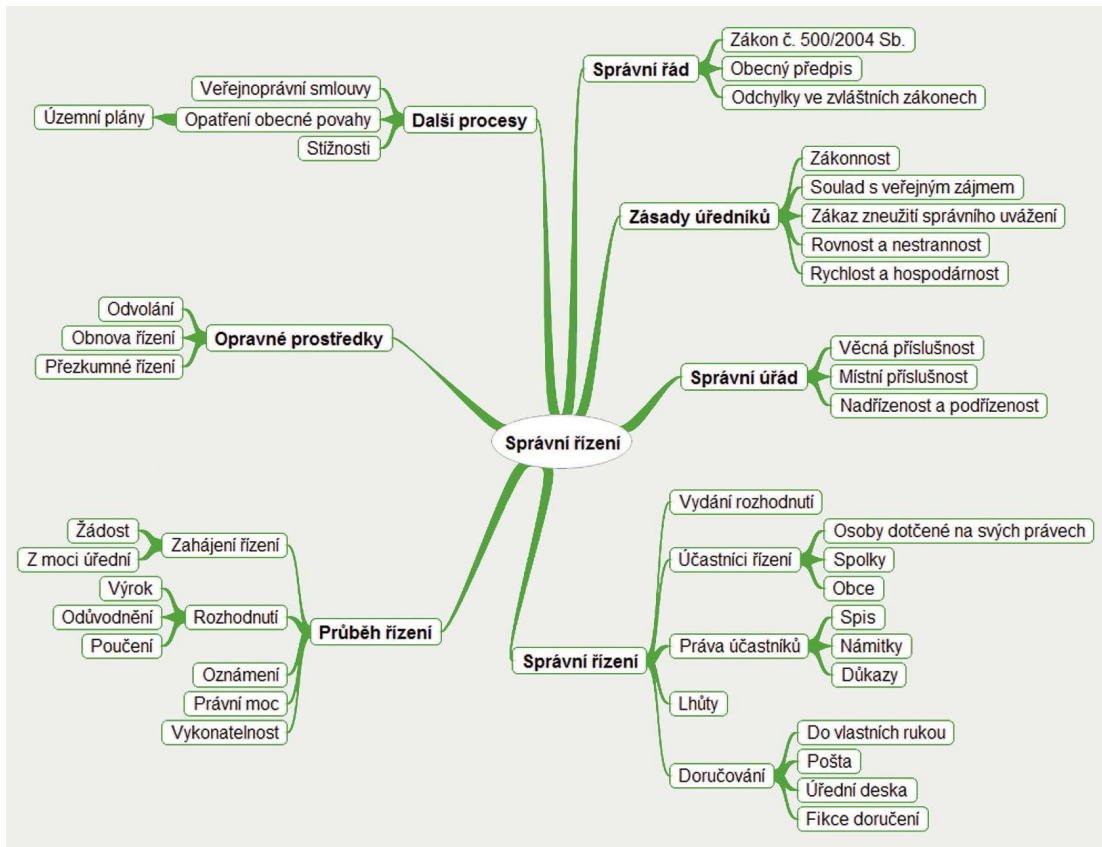 Správní řízení
Správní řád
Zákon č. 500/2004 Sb.
Obecný předpis
Odchylky ve zvláštních zákonech
Zásady úředníků
Zákonnost
Soulad s veřejným zájmem
Zákaz zneužití správního uvážení
Rovnost a nestrannost
Rychlost a hospodárnost
Správní úřád
Věcná příslušnost
Místní příslušnost
Nadřízenost a podřízenost
Správní řízení
Vydání rozhodnutí
Účastníci řízení
Osoby dotčené na svých právech
Spolky
Obce
Práva účastníků
Spis
Námitky
Důkazy
Lhůty
Doručování
Do vlastních rukou
Pošta
Úřední deska
Fikce doručení
Další procesy
Veřejnoprávní smlouvy
Opatření obecné povahy
Územní plány
Stížnosti
Opravné prostředky
Odvolání
Obnova řízení
Přezkumné řízení
Průběh řízení
Zahájení řízení
Žádost
Z moci úřední
Rozhodnutí
Výrok
Odůvodnění
Poučení
Oznámení
Právní moc
Vykonatelnost